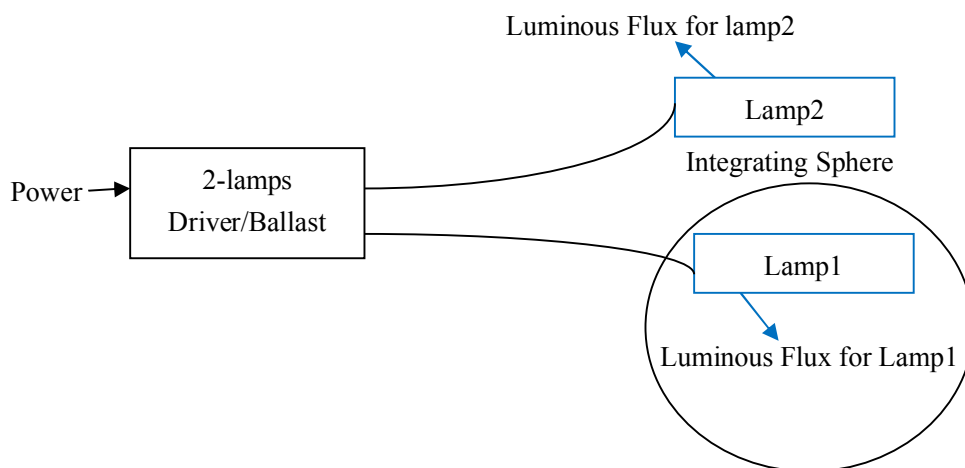 Luminous Flux for lamp2
Lamp2
Integrating Sphere
2-lamps
Driver/Ballast
Power
Lamp1
Luminous Flux for Lamp1